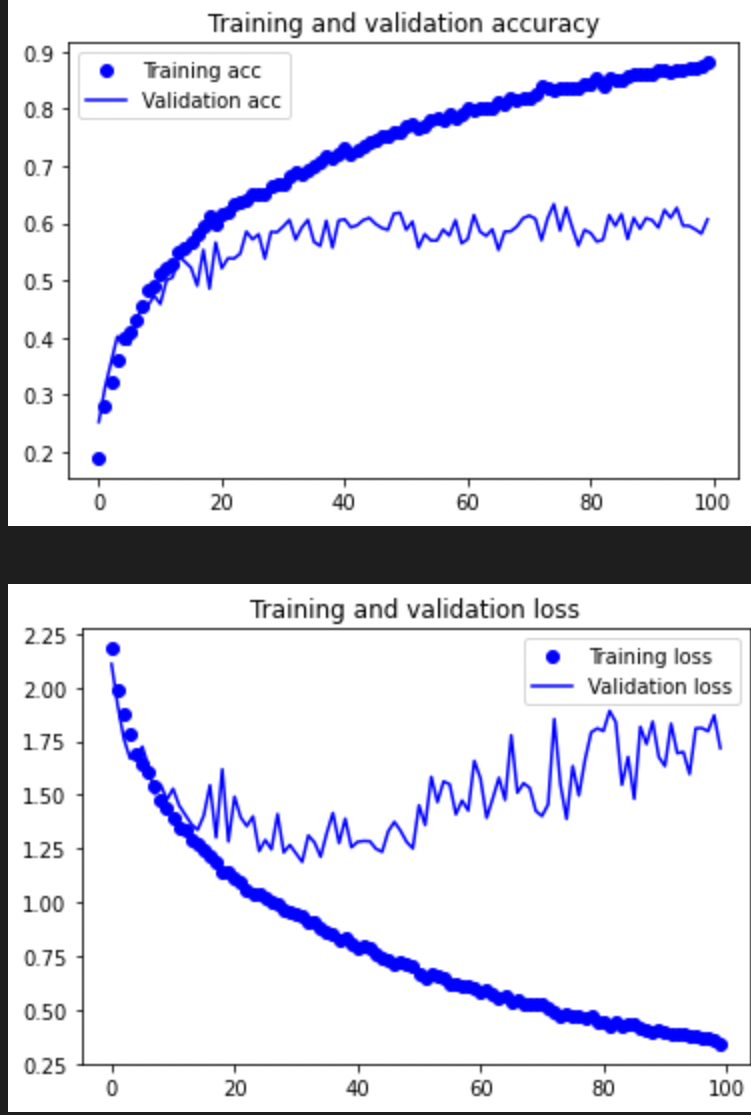 Training and validation accuracy
0.9
Training acc
Validation acc
0.8
0.7
0.6
0.5
0.4
0.3
0.2
0 20 40 60 80 100
Training and validation loss
2.25
Training loss
2.00
Validation loss
1.75
1.50
1.25
1.00
0.75
0.50
0.25
0 20 40 60 80 100